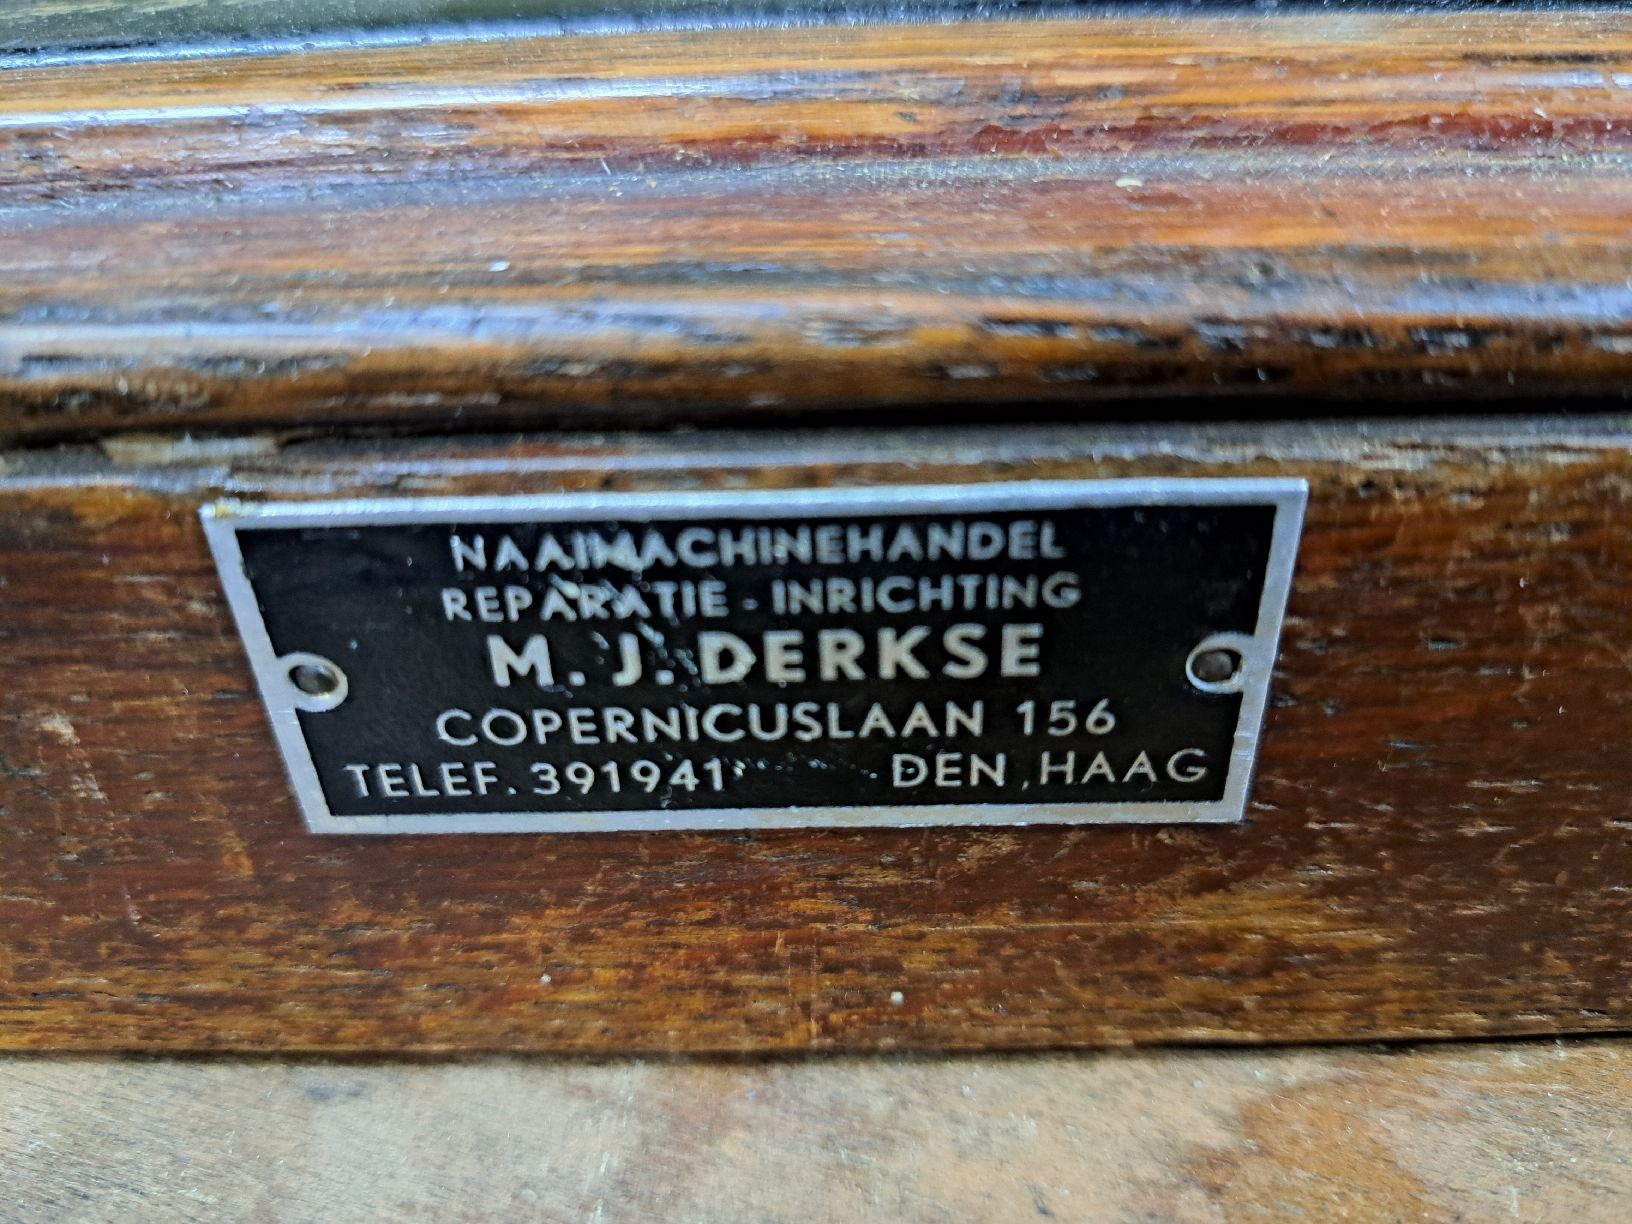 NAAIMACHINEHANDEL
REPARATIE - INRICHTING
M. J. DERKSE
COPERNICUSLAAN 156
TELEF. 391941 DEN HAAG